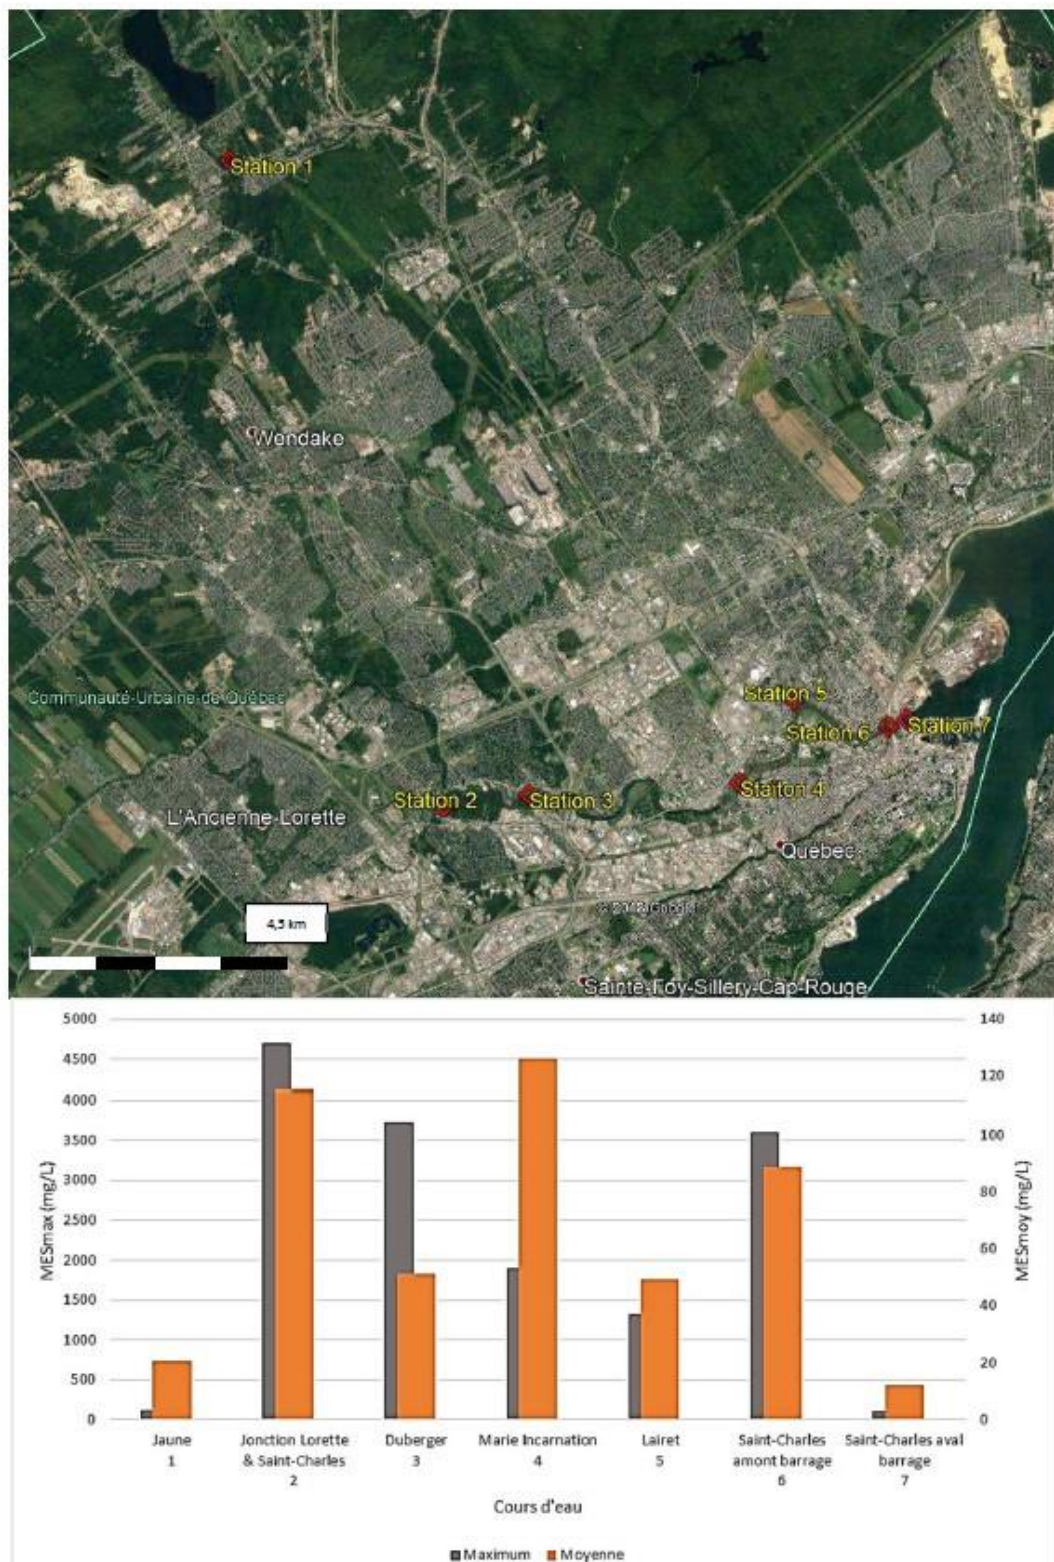 Station 1
Wendake
Communauté-Urbaine-de-Québec
Station 5
Station 6
Station 7
Staiton 4
Station 2
Station 3
L'Ancienne-Lorette
Québec
4,5 km
Sainte-Foy-Sillery-Cap-Rouge
5000
4500
4000
3500
3000
2500
2000
1500
1000
500
0
MESmax (mg/L)
140
120
100
80
60
40
20
0
MESmoy (mg/L)
Jaune
1
Jonction Lorette
& Saint-Charles
2
Duberger
3
Marie Incarnation
4
Lairet
5
Saint-Charles
amont barrage
6
Saint-Charles aval
barrage
7
Cours d'eau
Maximum Moyenne